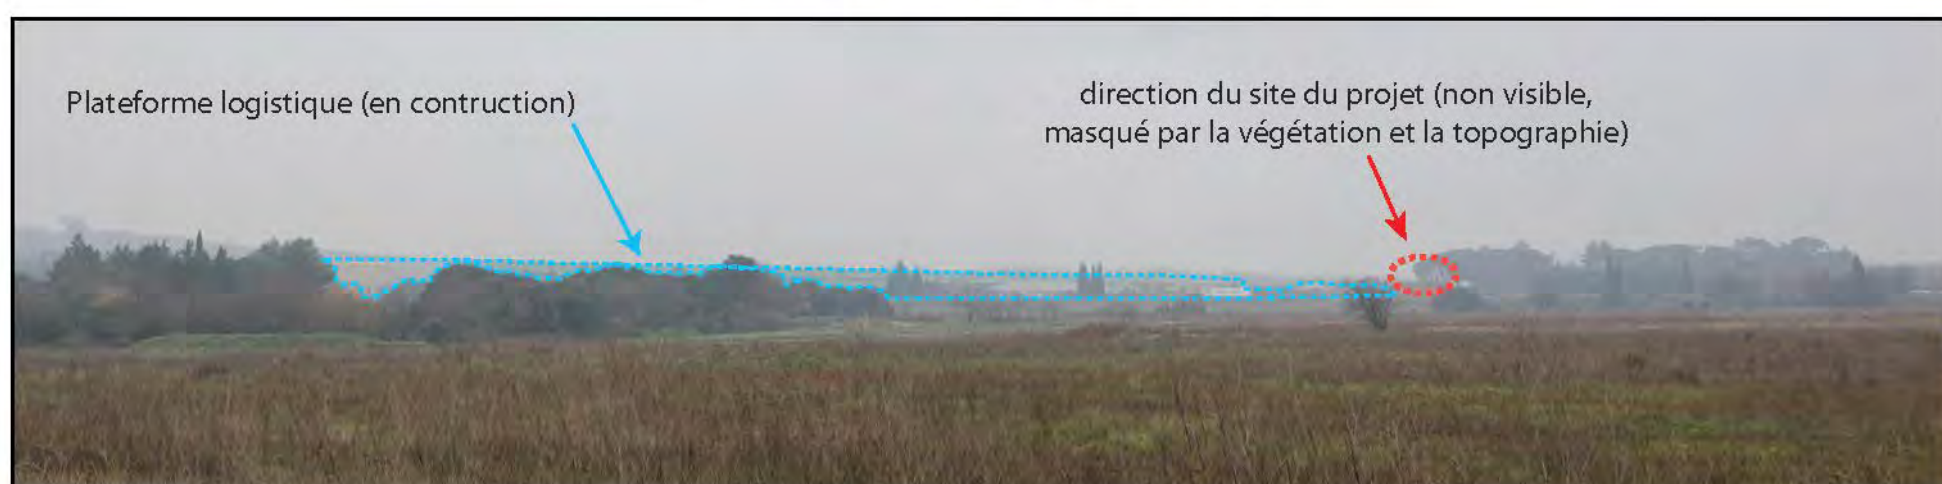 Plateforme logistique (en contruction)
direction du site du projet (non visible,
masqué par la végétation et la topographie)